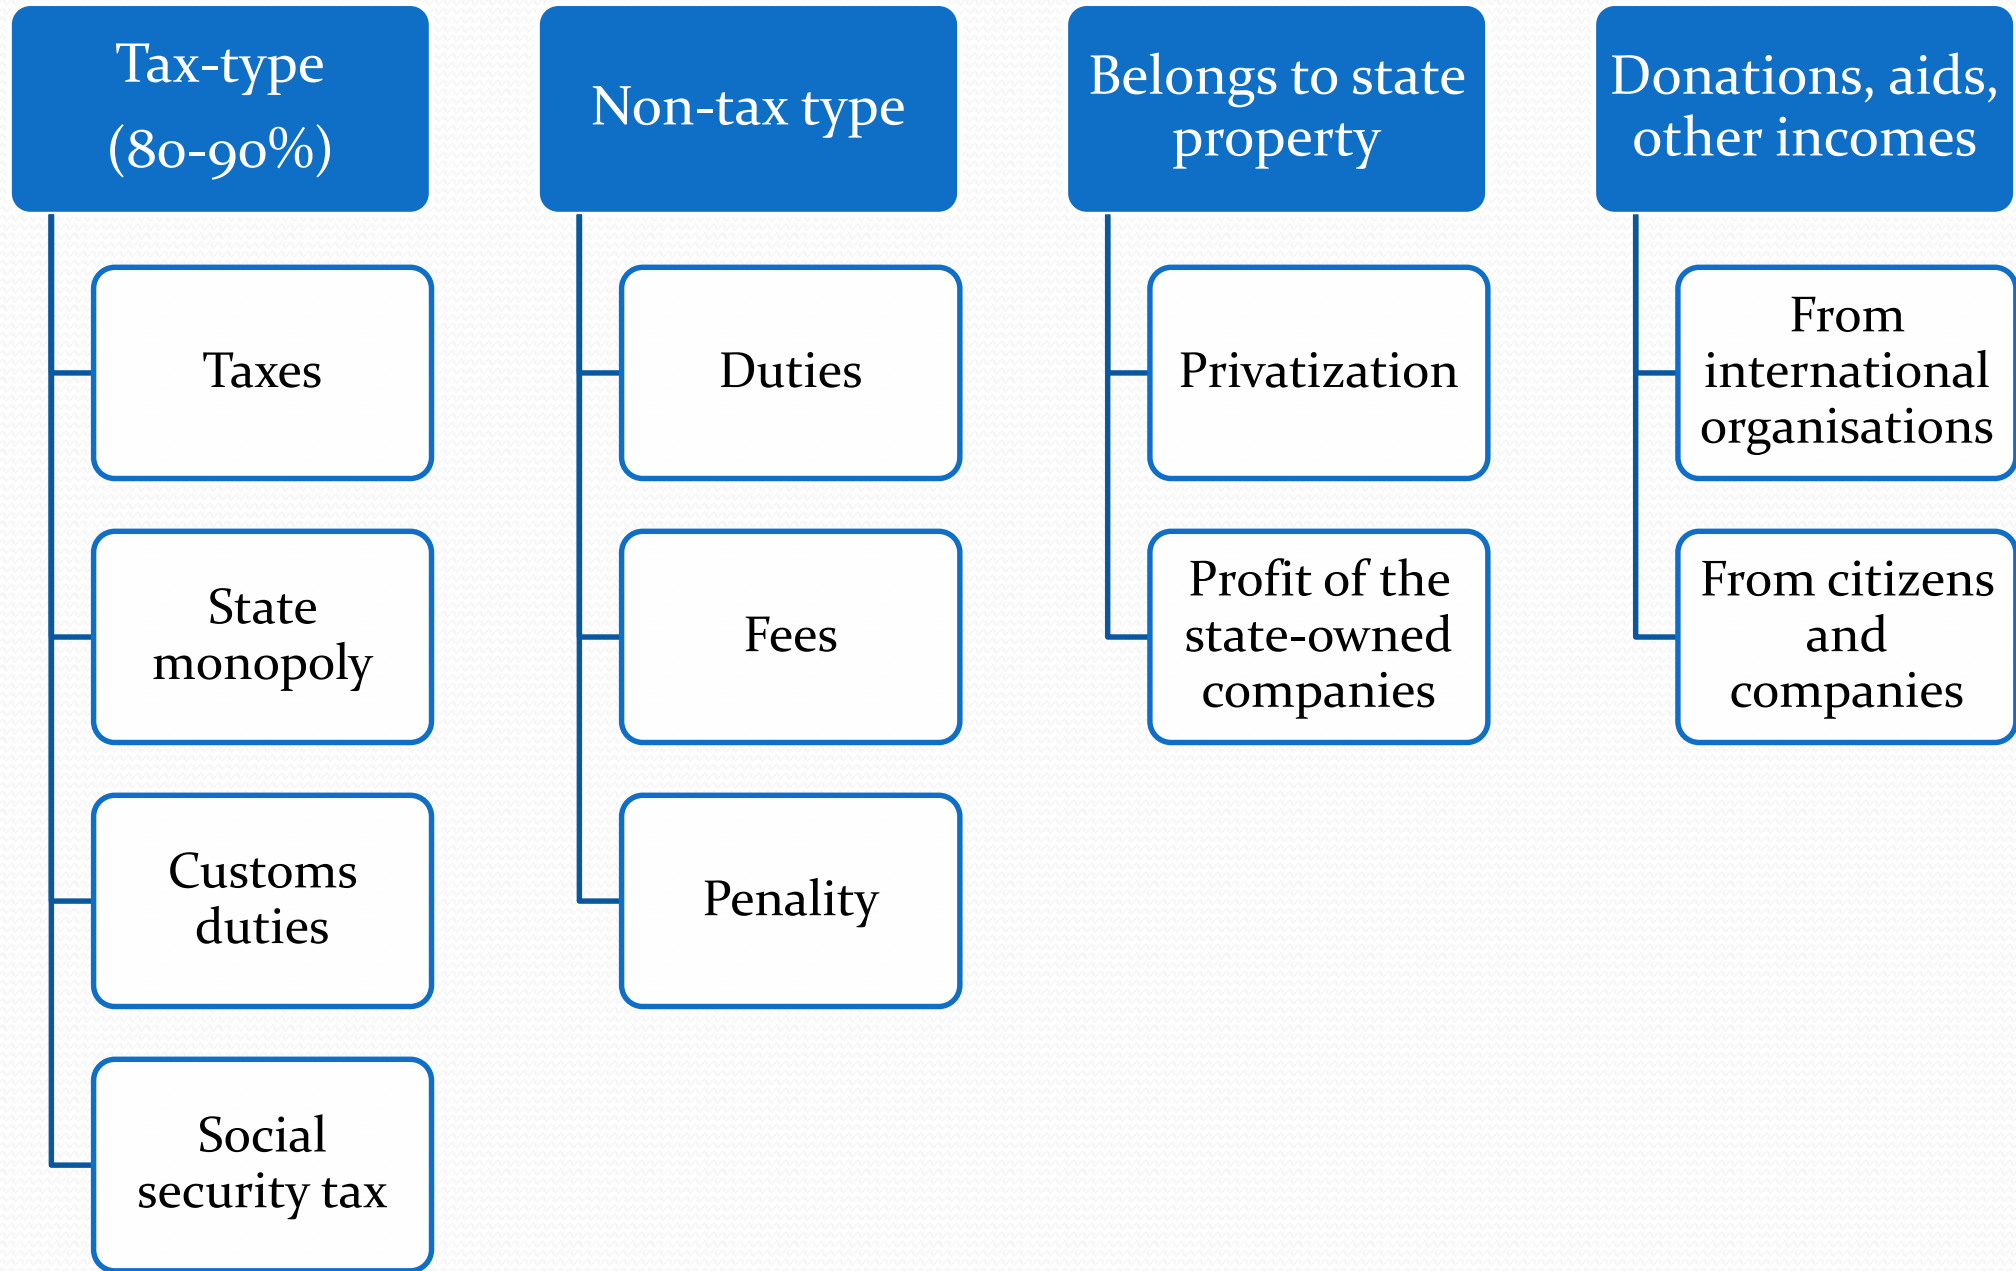 Tax-type
(80-90%)
Taxes
State
monopoly
Customs
duties
Social
security tax
Non-tax type
Duties
Fees
Penality
Belongs to state
property
Privatization
Profit of the
state-owned
companies
Donations, aids,
other incomes
From
international
organisations
From citizens
and
companies